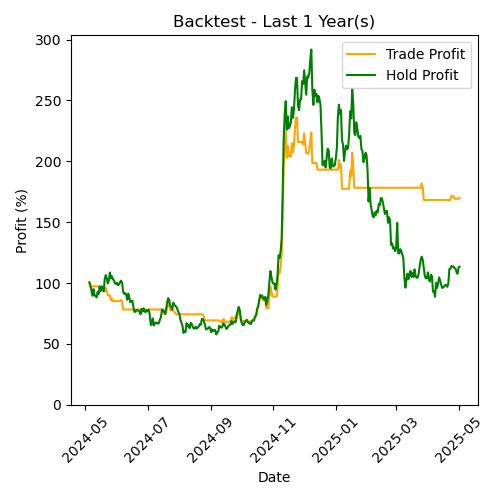 Backtest - Last 1 Year(s)
Trade Profit
Hold Profit
Profit (%)
300
250
200
150
100
50
0
2024-05
2024-07
2024-09
2024-11
2025-01
2025-03
2025-05
Date